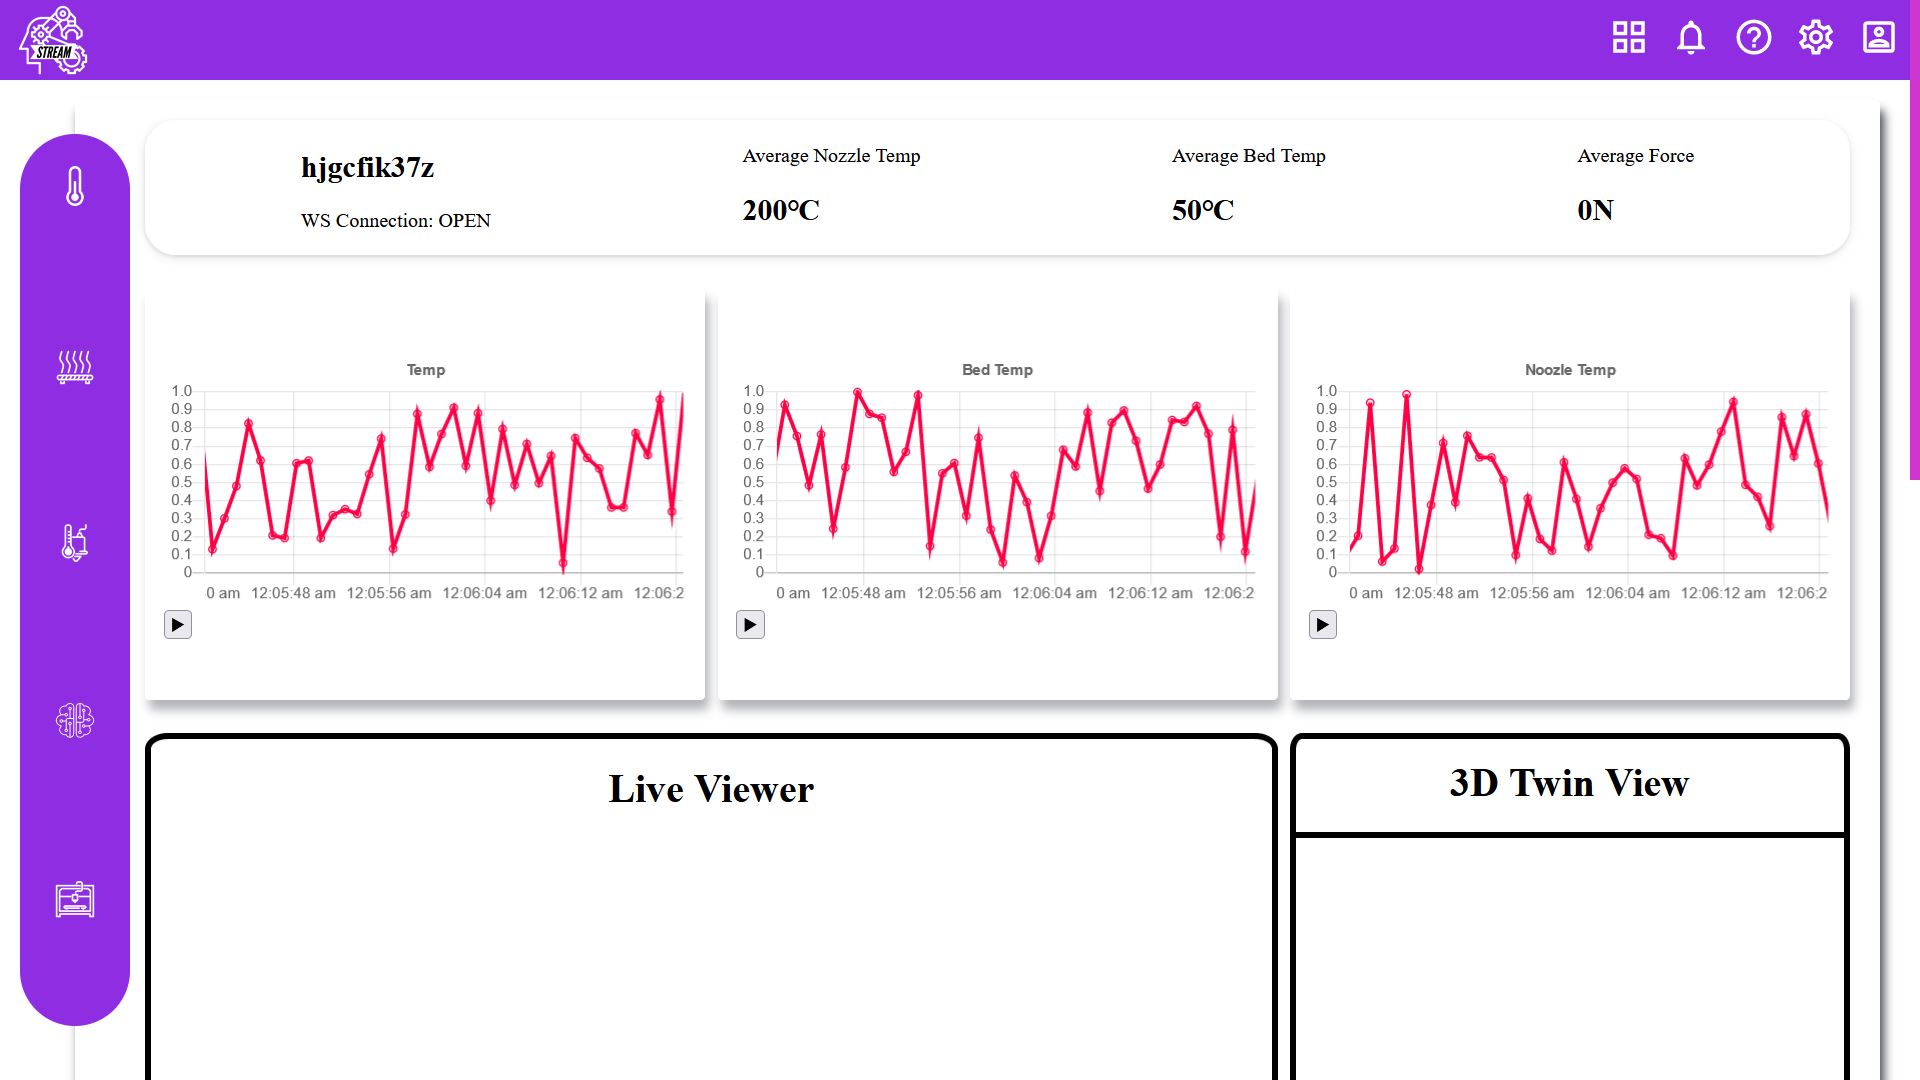 STREAM
hjgcfik37z
WS Connection: OPEN
Average Nozzle Temp
200°C
Average Bed Temp
50°C
Average Force
0N
Temp
1.0
0.9
0.8
0.7
0.6
0.5
0.4
0.3
0.2
0.1
0
0 am 12:05:48 am 12:05:56 am 12:06:04 am 12:06:12 am 12:06:2
Bed Temp
1.0
0.9
0.8
0.7
0.6
0.5
0.4
0.3
0.2
0.1
0
0 am 12:05:48 am 12:05:56 am 12:06:04 am 12:06:12 am 12:06:2
Noozle Temp
1.0
0.9
0.8
0.7
0.6
0.5
0.4
0.3
0.2
0.1
0
0 am 12:05:48 am 12:05:56 am 12:06:04 am 12:06:12 am 12:06:2
Live Viewer
3D Twin View